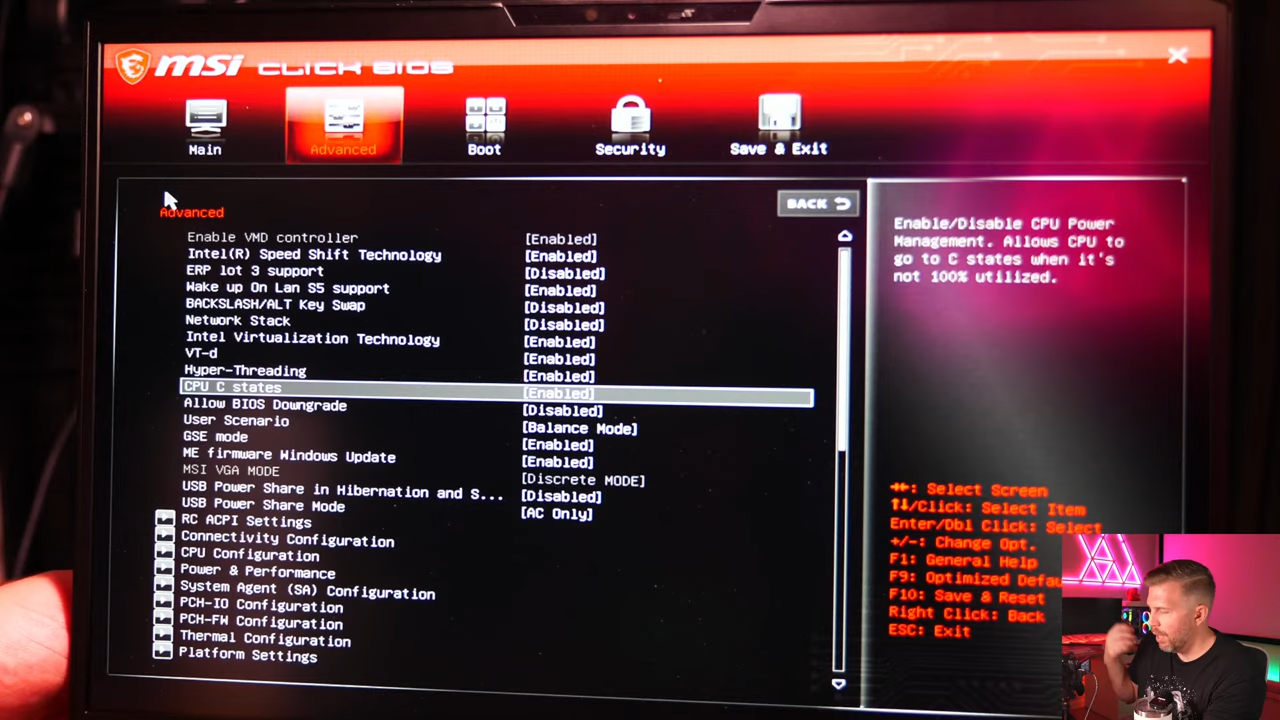 msi CLICK BIOS
X
Main
Advanced
Boot
Security
Save & Exit
Advanced
BACK
Enable VMD controller [Enabled]
Intel(R) Speed Shift Technology [Enabled]
ERP lot 3 support [Disabled]
Wake up On Lan S5 support [Enabled]
BACKSLASH/ALT Key Swap [Disabled]
Network Stack [Disabled]
Intel Virtualization Technology [Enabled]
VT-d [Enabled]
Hyper-Threading [Enabled]
CPU C states [Enabled]
Allow BIOS Downgrade [Disabled]
User Scenario [Balance Mode]
GSE mode [Enabled]
ME firmware Windows Update [Enabled]
MSI VGA MODE [Discrete MODE]
USB Power Share in Hibernation and S... [Disabled]
USB Power Share Mode [AC Only]
RC ACPI Settings
Connectivity Configuration
CPU Configuration
Power & Performance
System Agent (SA) Configuration
PCH-IO Configuration
PCH-FW Configuration
Thermal Configuration
Platform Settings
Enable/Disable CPU Power
Management. Allows CPU to
go to C states when it's
not 100% utilized.
→←: Select Screen
↑↓/Click: Select Item
Enter/Dbl Click: Select
+/-: Change Opt.
F1: General Help
F9: Optimized Defau
F10: Save & Reset
Right Click: Back
ESC: Exit